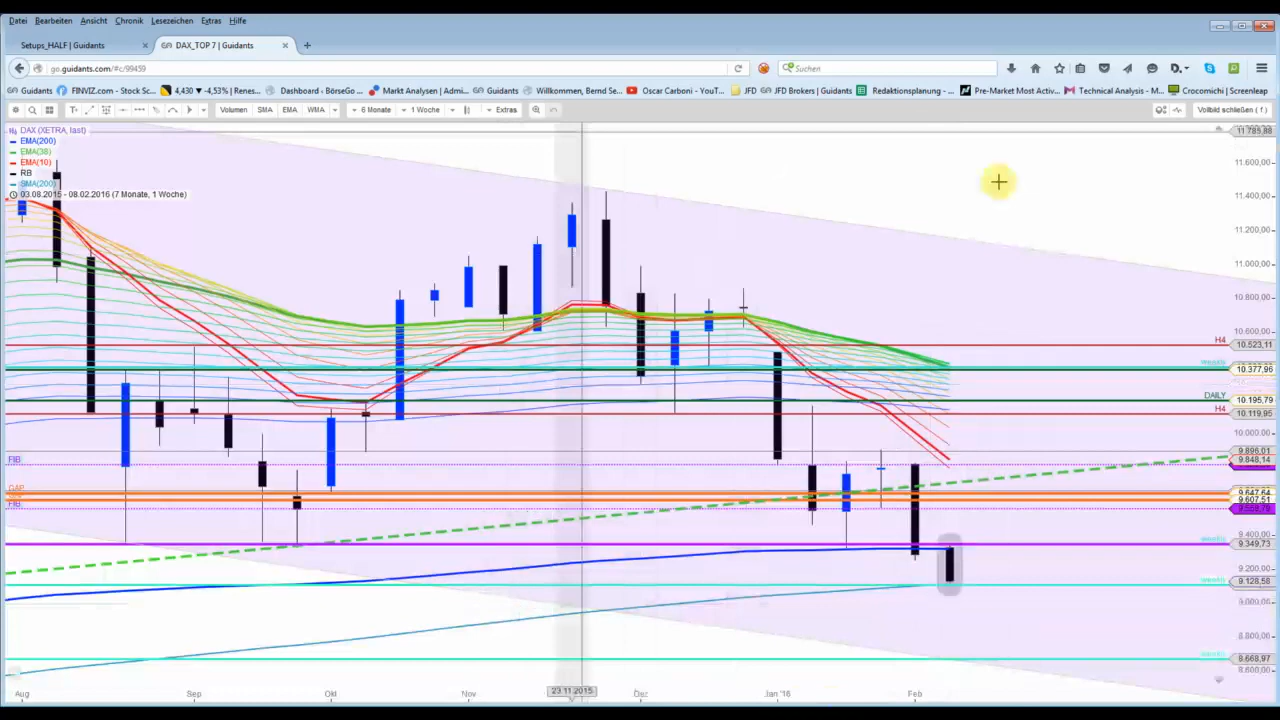 Datei Bearbeiten Ansicht Chronik Lesezeichen Extras Hilfe
Setups_HALF | Guidants
DAX_TOP 7 | Guidants
go.guidants.com/#c/99459
Suchen
Guidants FINVIZ.com - Stock Sc... 4,430 ▾ -4,53% | Renes... Dashboard ‹ BörseGo ... Markt Analysen | Admi... Guidants Willkommen, Bernd Se... Oscar Carboni - YouT... JFD JFD Brokers | Guidants Redaktionsplanung - ... Pre-Market Most Activ... Technical Analysis - M... Crocomichi | Screenleap
Volumen SMA EMA WMA 6 Monate 1 Woche Extras Vollbild schließen ( f )
DAX (XETRA, last)
EMA(200)
EMA(38)
EMA(10)
RB
SMA(200)
03.08.2015 - 08.02.2016 (7 Monate, 1 Woche)
11.785,88
11.600,00
11.400,00
11.200,00
11.000,00
10.800,00
10.600,00
H4 10.523,11
Weekly 10.377,96
DAILY 10.195,79
H4 10.119,95
10.000,00
9.896,01
FIB 9.848,14
GAP 9.647,64
9.607,51
FIB 9.558,79
9.400,00
Weekly 9.349,73
9.200,00
Weekly 9.128,58
9.000,00
8.800,00
Weekly 8.668,97
8.600,00
Aug Sep Okt Nov 23 11 2015 Dez Jan '16 Feb